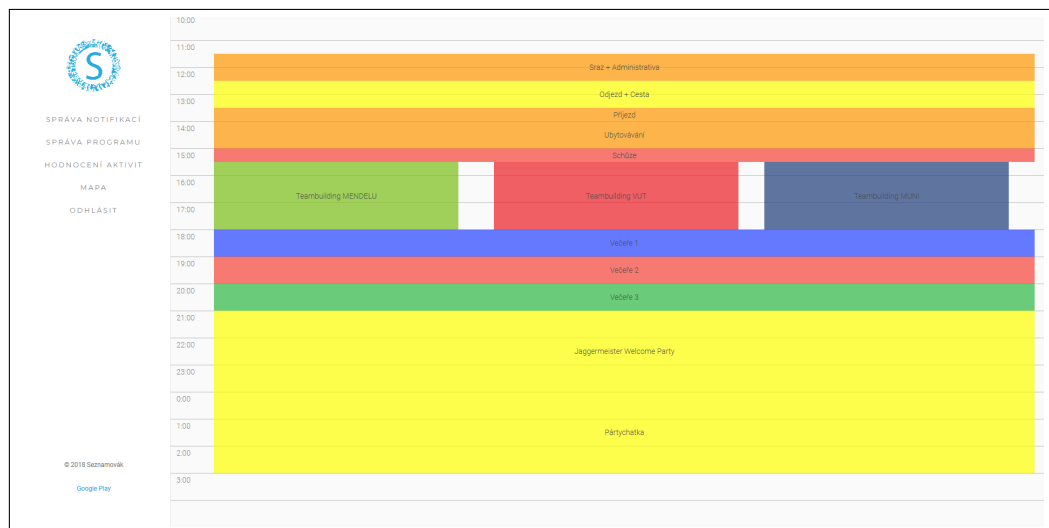 S
SPRÁVA NOTIFIKACÍ
SPRÁVA PROGRAMU
HODNOCENÍ AKTIVIT
MAPA
ODHLÁSIT
© 2018 Seznamovák
Google Play
10:00
11:00
Sraz + Administrativa
12:00
Odjezd + Cesta
13:00
Příjezd
14:00
Ubytovávání
15:00
Schůze
16:00
Teambuilding MENDELU
Teambuilding VUT
Teambuilding MUNI
17:00
18:00
Večeře 1
19:00
Večeře 2
20:00
Večeře 3
21:00
22:00
Jaggermeister Welcome Party
23:00
0:00
1:00
Pártychatka
2:00
3:00